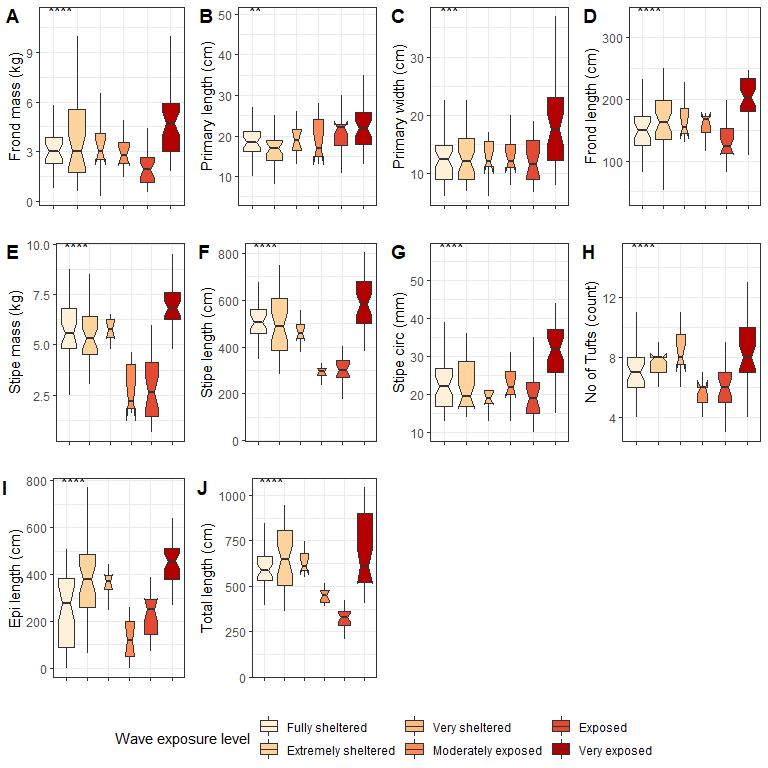 A
^^^^
Frond mass (kg)
9
6
3
0
B
^^
Primary length (cm)
50
40
30
20
10
C
^^^
Primary width (cm)
30
20
10
D
^^^^
Frond length (cm)
300
200
100
E
^^^^
Stipe mass (kg)
10.0
7.5
5.0
2.5
F
^^^^
Stipe length (cm)
800
600
400
200
0
G
^^^^
Stipe circ (mm)
50
40
30
20
10
H
^^^^
No of Tufts (count)
12
8
4
I
^^^^
Epi length (cm)
800
600
400
200
0
J
^^^^
Total length (cm)
1000
750
500
250
0
Wave exposure level
Fully sheltered
Very sheltered
Exposed
Extremely sheltered
Moderately exposed
Very exposed